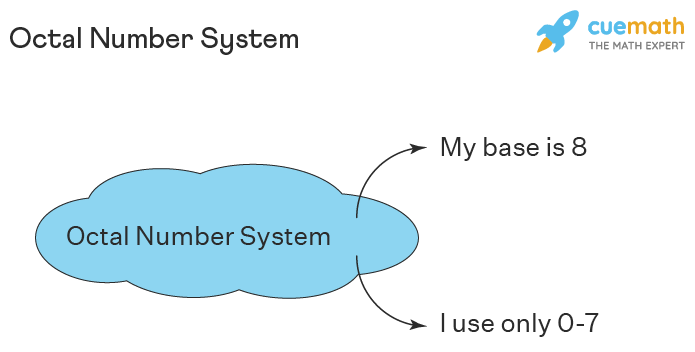 Octal Number System
cuemath
THE MATH EXPERT
My base is 8
Octal Number System
I use only 0-7